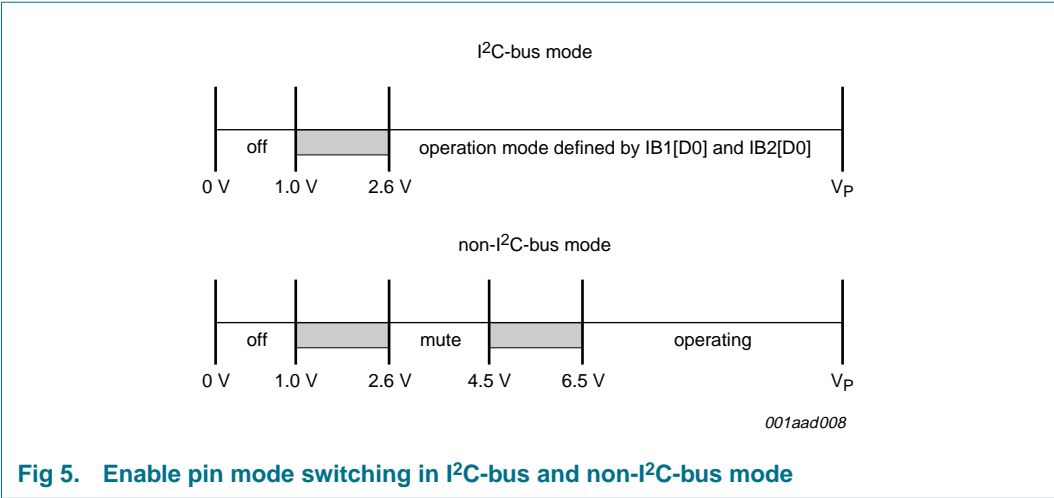 I²C-bus mode
off operation mode defined by IB1[D0] and IB2[D0]
0 V 1.0 V 2.6 V V_P
non-I²C-bus mode
off mute operating
0 V 1.0 V 2.6 V 4.5 V 6.5 V V_P
001aad008
Fig 5. Enable pin mode switching in I²C-bus and non-I²C-bus mode